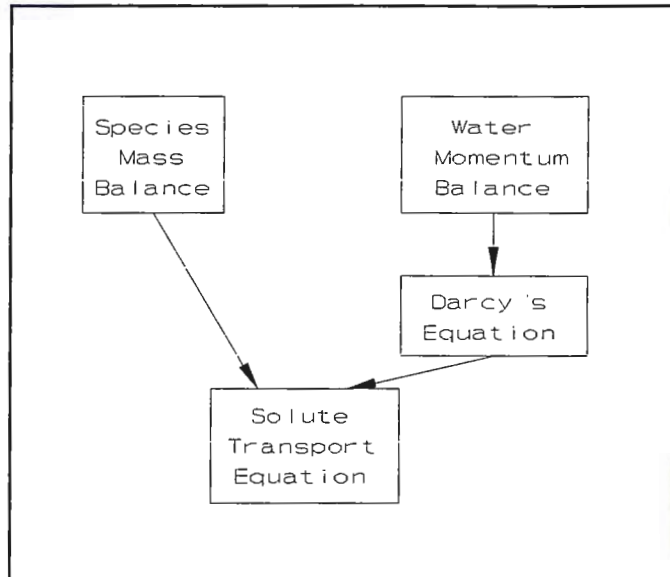 Species
Mass
Balance
Water
Momentum
Balance
Darcy's
Equation
Solute
Transport
Equation